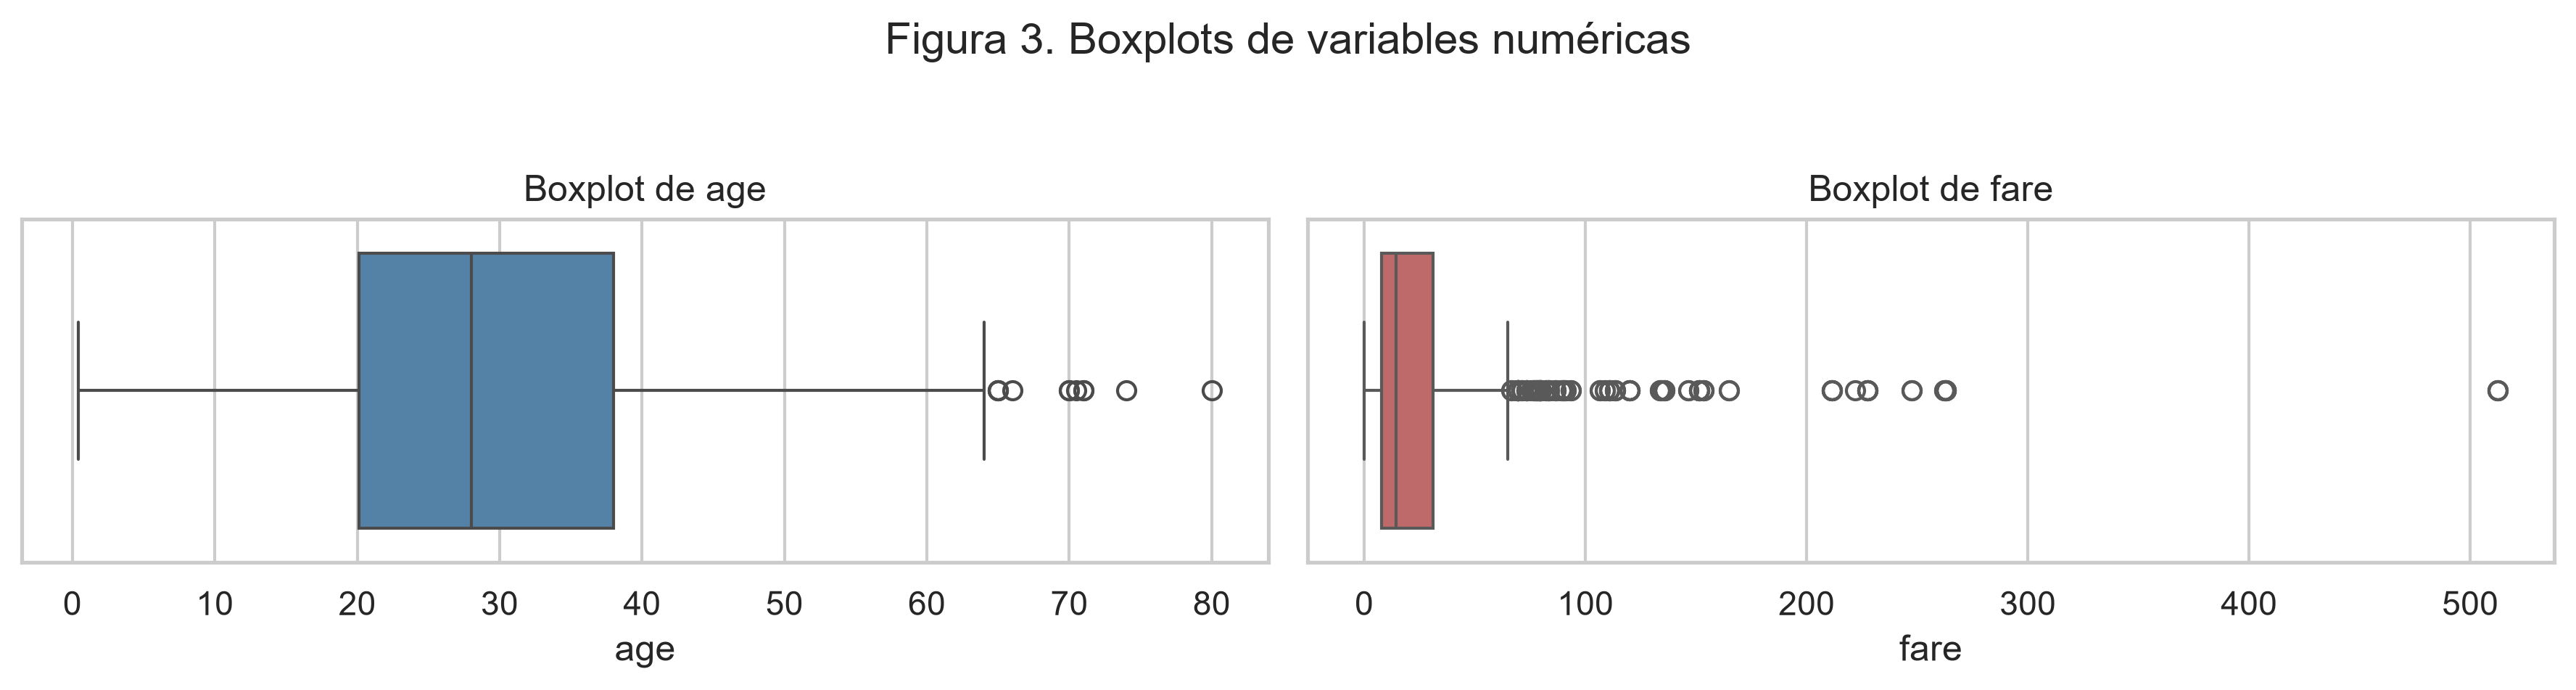 Figura 3. Boxplots de variables numéricas
Boxplot de age
0 10 20 30 40 50 60 70 80
age
Boxplot de fare
0 100 200 300 400 500
fare